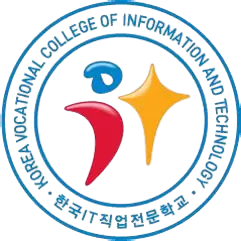 KOREA VOCATIONAL COLLEGE OF INFORMATION AND TECHNOLOGY
한국IT직업전문학교